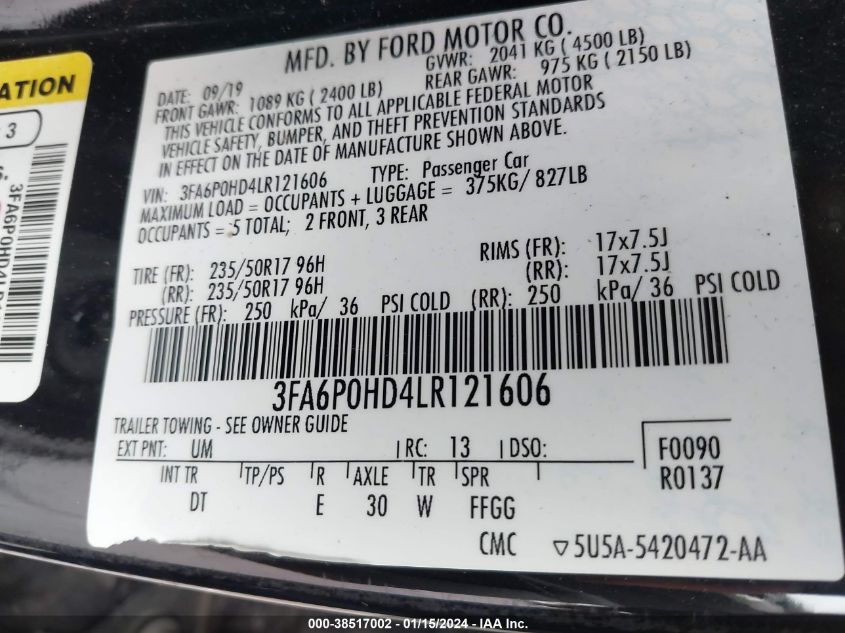 ATION
3
3FA6P0HD4LR1
MFD. BY FORD MOTOR CO.
DATE: 09/19 GVWR: 2041 KG ( 4500 LB)
FRONT GAWR: 1089 KG ( 2400 LB) REAR GAWR: 975 KG ( 2150 LB)
THIS VEHICLE CONFORMS TO ALL APPLICABLE FEDERAL MOTOR
VEHICLE SAFETY, BUMPER, AND THEFT PREVENTION STANDARDS
IN EFFECT ON THE DATE OF MANUFACTURE SHOWN ABOVE.
VIN: 3FA6P0HD4LR121606 TYPE: Passenger Car
MAXIMUM LOAD = OCCUPANTS + LUGGAGE = 375KG/ 827LB
OCCUPANTS = 5 TOTAL; 2 FRONT, 3 REAR
TIRE (FR): 235/50R17 96H RIMS (FR): 17x7.5J
(RR): 235/50R17 96H (RR): 17x7.5J
PRESSURE (FR): 250 kPa/ 36 PSI COLD (RR): 250 kPa/ 36 PSI COLD
3FA6P0HD4LR121606
TRAILER TOWING - SEE OWNER GUIDE
EXT PNT: UM RC: 13 DSO: F0090
INT TR TP/PS R AXLE TR SPR R0137
DT E 30 W FFGG
CMC ▽5U5A-5420472-AA
000-38517002 - 01/15/2024 - IAA Inc.